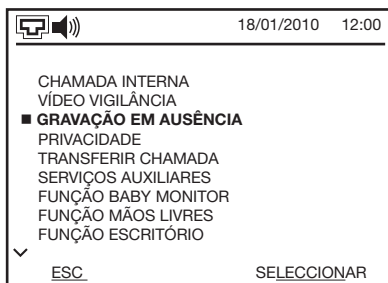 18/01/2010 12:00
CHAMADA INTERNA
VÍDEO VIGILÂNCIA
GRAVAÇÃO EM AUSÊNCIA
PRIVACIDADE
TRANSFERIR CHAMADA
SERVIÇOS AUXILIARES
FUNÇÃO BABY MONITOR
FUNÇÃO MÃOS LIVRES
FUNÇÃO ESCRITÓRIO
ESC SELECCIONAR